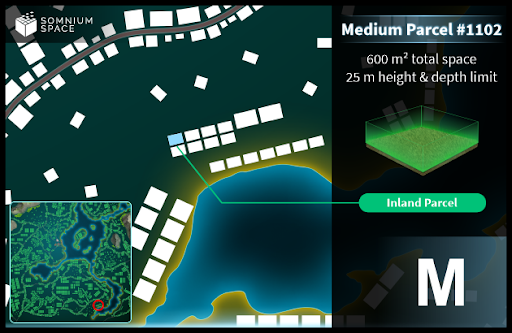 SOMNIUM
SPACE
Medium Parcel #1102
600 m² total space
25 m height & depth limit
Inland Parcel
M